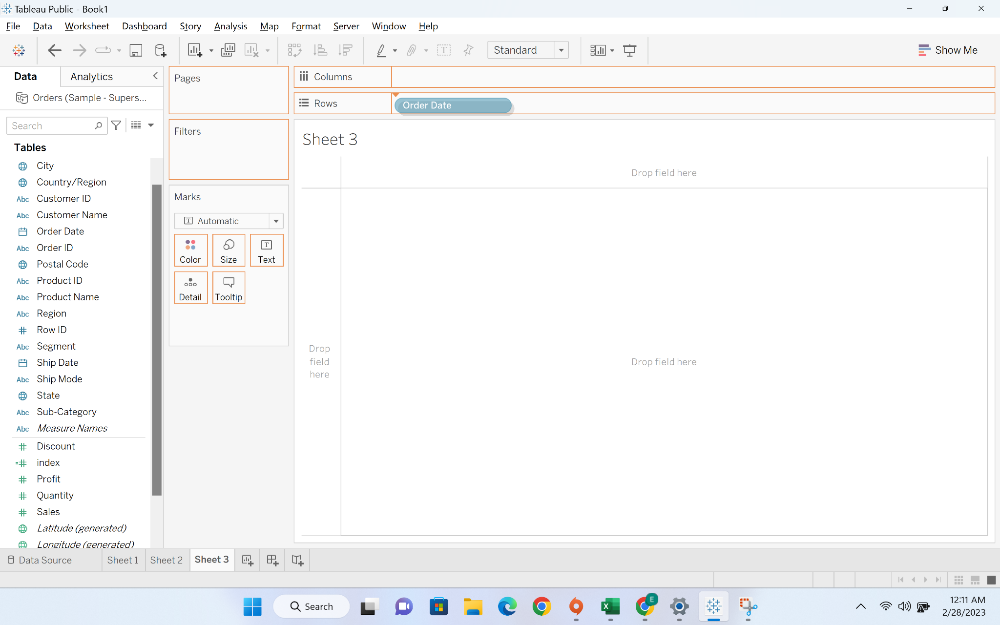 Tableau Public - Book1
File Data Worksheet Dashboard Story Analysis Map Format Server Window Help
Standard
Show Me
Data Analytics
Orders (Sample - Supers...
Search
Tables
City
Country/Region
Abc Customer ID
Abc Customer Name
Order Date
Abc Order ID
Postal Code
Abc Product ID
Abc Product Name
Abc Region
Row ID
Abc Segment
Ship Date
Abc Ship Mode
State
Abc Sub-Category
Abc Measure Names
Discount
index
Profit
Quantity
Sales
Latitude (generated)
Longitude (generated)
Pages
Filters
Marks
Automatic
Color Size Text
Detail Tooltip
Columns
Rows Order Date
Sheet 3
Drop field here
Drop
field
here
Drop field here
Data Source Sheet 1 Sheet 2 Sheet 3
Search
E
12:11 AM
2/28/2023